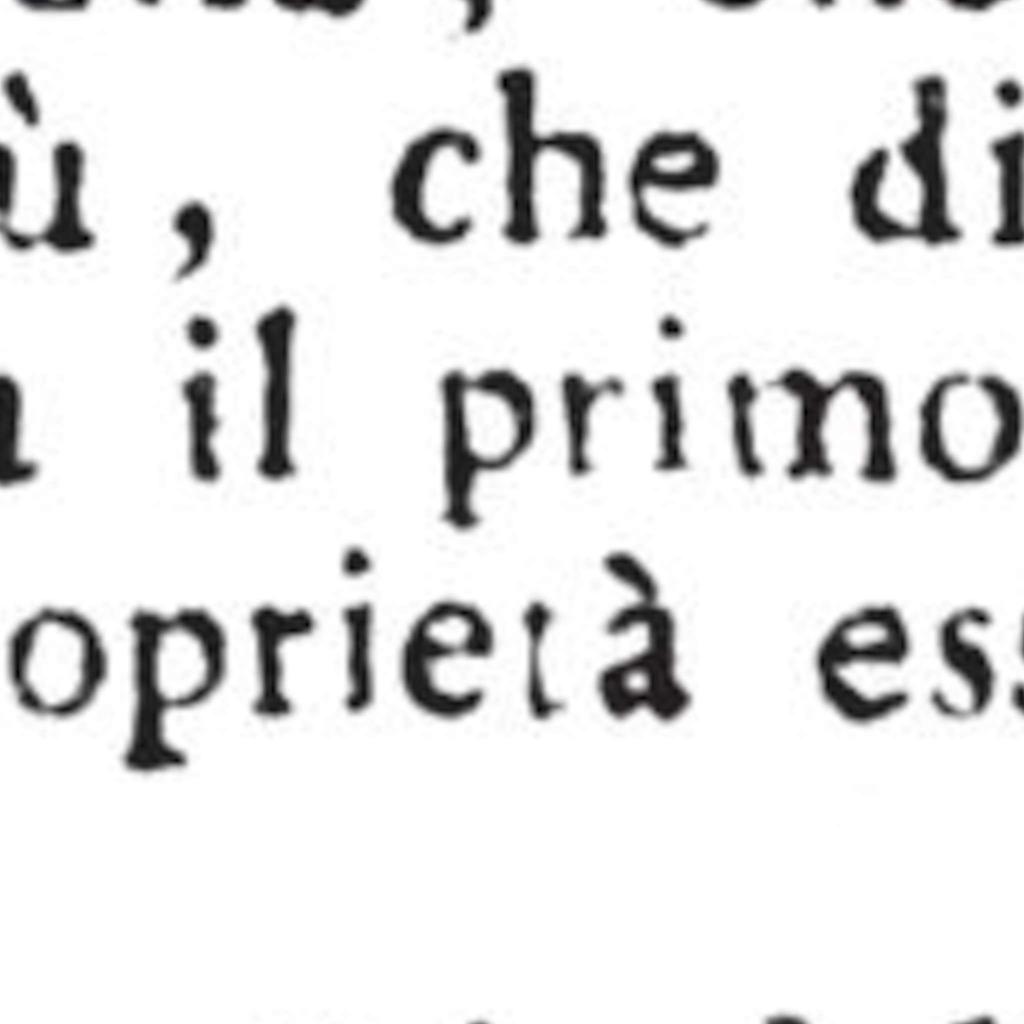 ù, che di
il primo
oprietà es